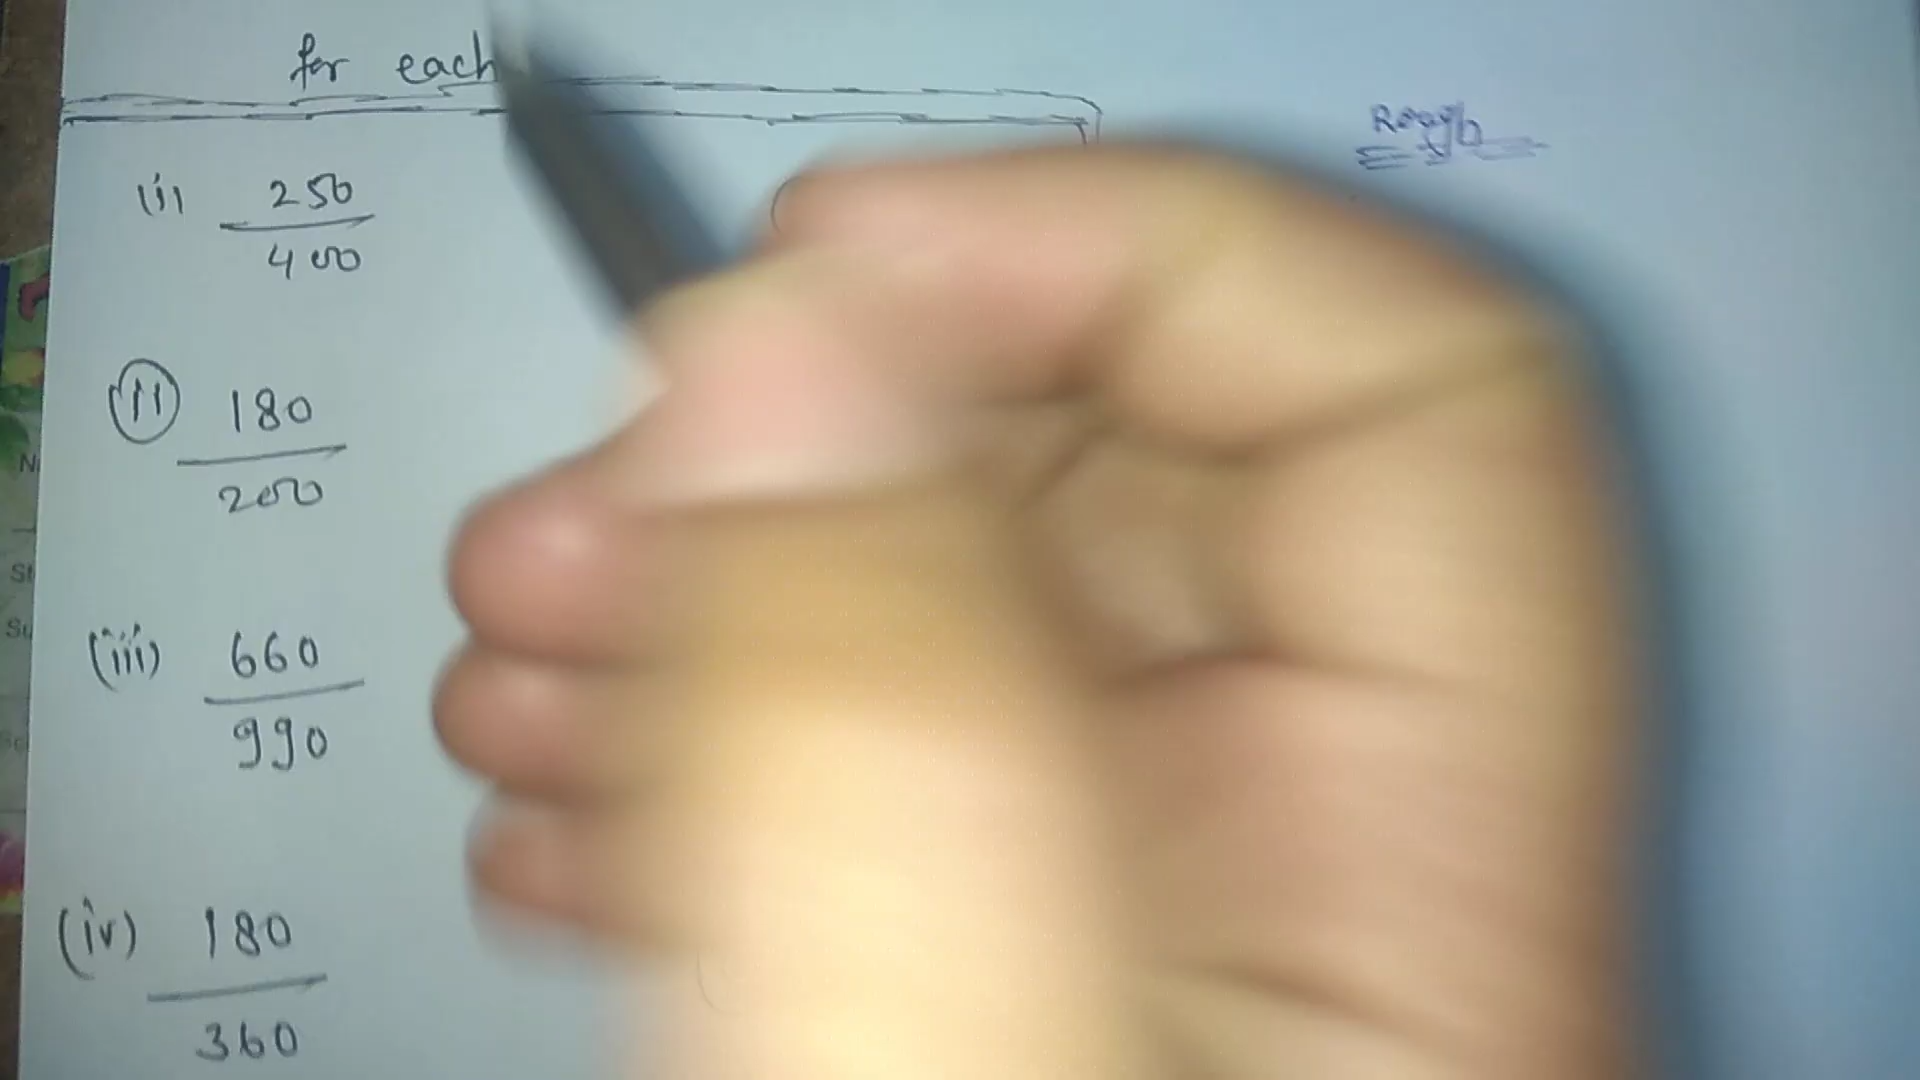 for each
Rough
(i) 250
400
(ii) 180
200
(iii) 660
990
(iv) 180
360